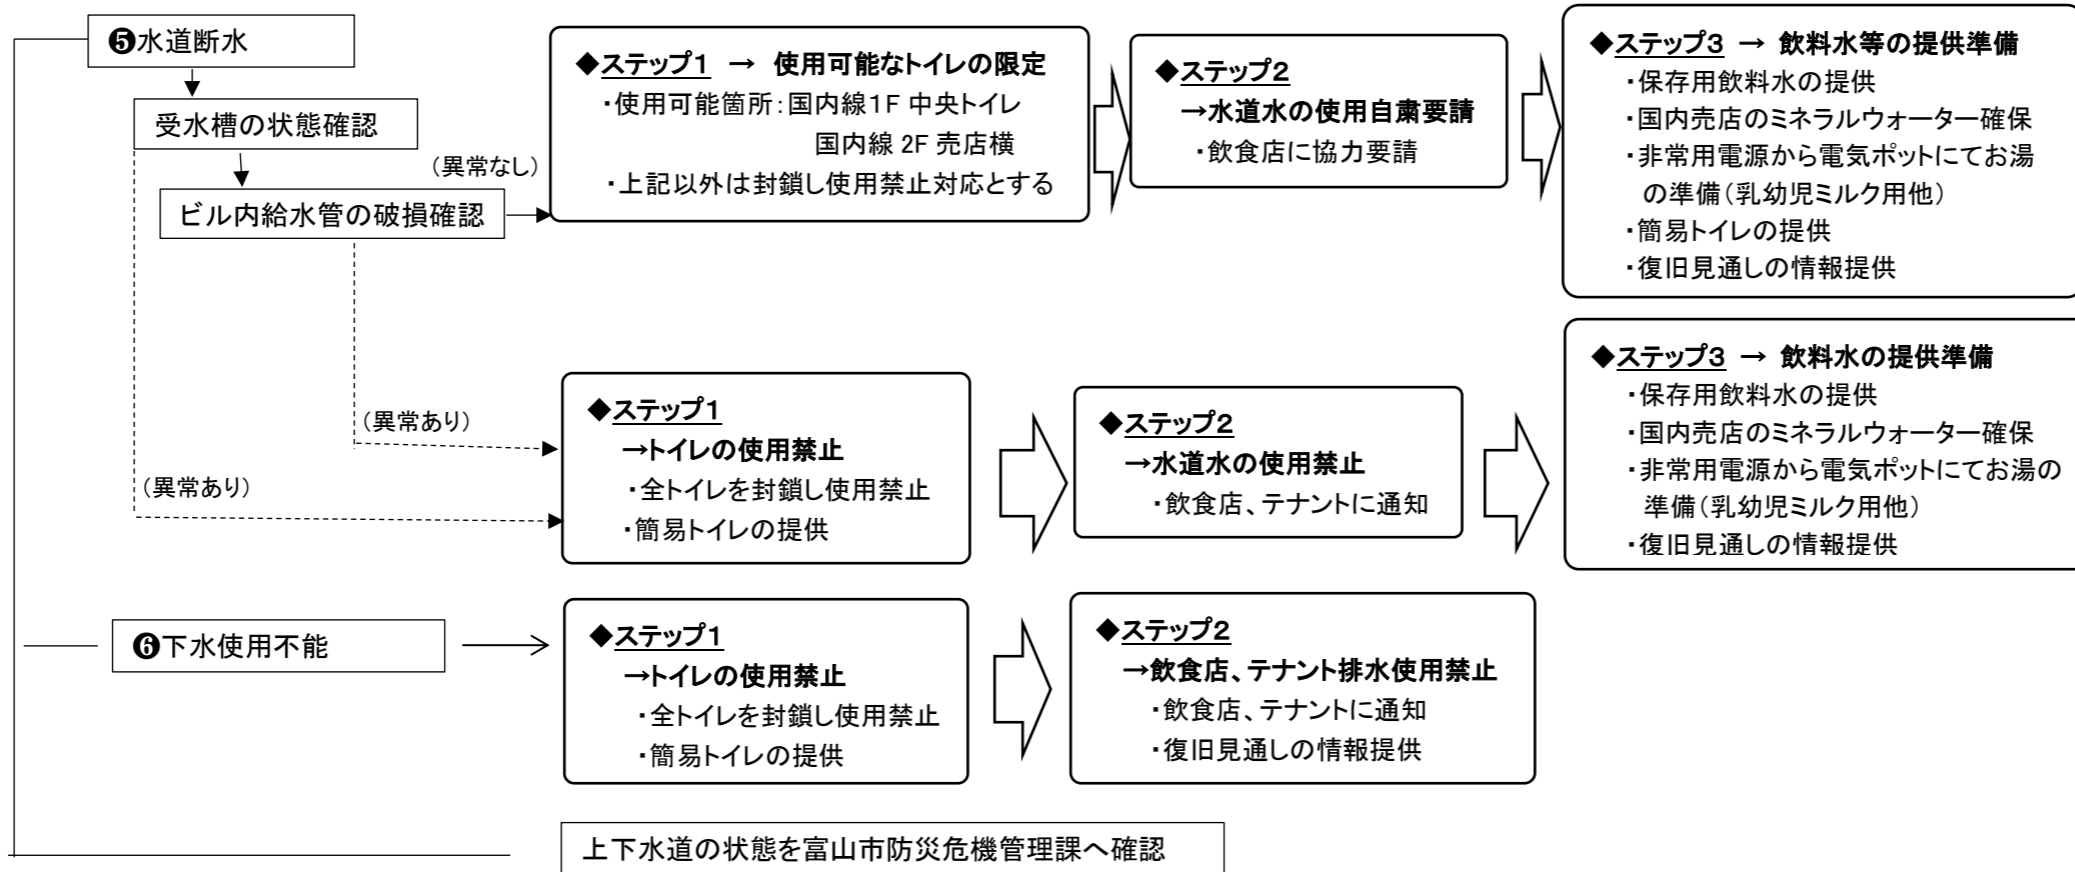 ❺水道断水
受水槽の状態確認
(異常なし)
ビル内給水管の破損確認
◆ステップ1 → 使用可能なトイレの限定
・使用可能箇所:国内線1F 中央トイレ
国内線 2F 売店横
・上記以外は封鎖し使用禁止対応とする
◆ステップ2
→水道水の使用自粛要請
・飲食店に協力要請
◆ステップ3 → 飲料水等の提供準備
・保存用飲料水の提供
・国内売店のミネラルウォーター確保
・非常用電源から電気ポットにてお湯
の準備(乳幼児ミルク用他)
・簡易トイレの提供
・復旧見通しの情報提供
(異常あり)
(異常あり)
◆ステップ1
→トイレの使用禁止
・全トイレを封鎖し使用禁止
・簡易トイレの提供
◆ステップ2
→水道水の使用禁止
・飲食店、テナントに通知
◆ステップ3 → 飲料水の提供準備
・保存用飲料水の提供
・国内売店のミネラルウォーター確保
・非常用電源から電気ポットにてお湯の
準備(乳幼児ミルク用他)
・復旧見通しの情報提供
❻下水使用不能
◆ステップ1
→トイレの使用禁止
・全トイレを封鎖し使用禁止
・簡易トイレの提供
◆ステップ2
→飲食店、テナント排水使用禁止
・飲食店、テナントに通知
・復旧見通しの情報提供
上下水道の状態を富山市防災危機管理課へ確認